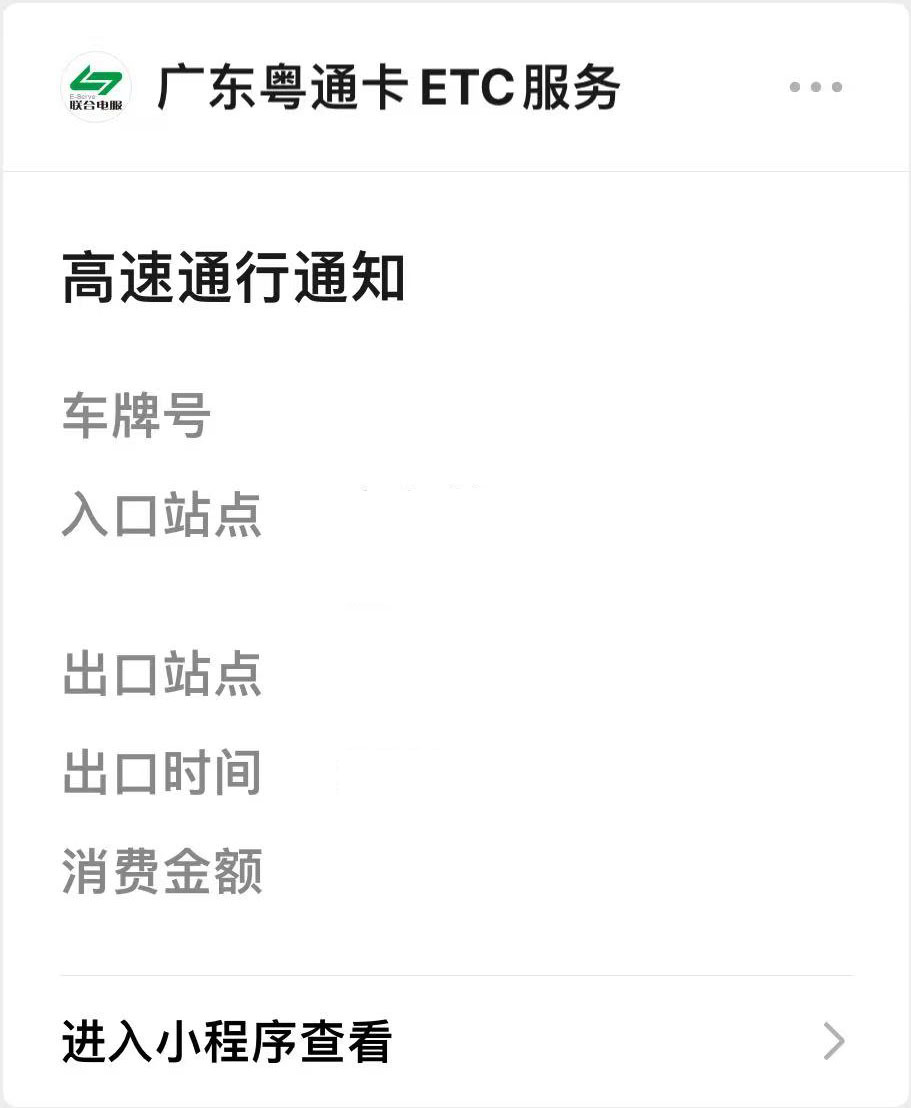 E-Serve
联合电服
广东粤通卡ETC服务
高速通行通知
车牌号
入口站点
出口站点
出口时间
消费金额
进入小程序查看